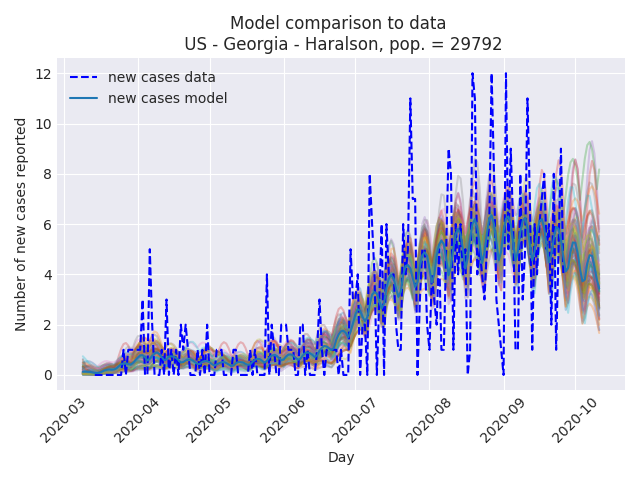 Model comparison to data
US - Georgia - Haralson, pop. = 29792
new cases data
new cases model
Number of new cases reported
12
10
8
6
4
2
0
2020-03
2020-04
2020-05
2020-06
2020-07
2020-08
2020-09
2020-10
Day